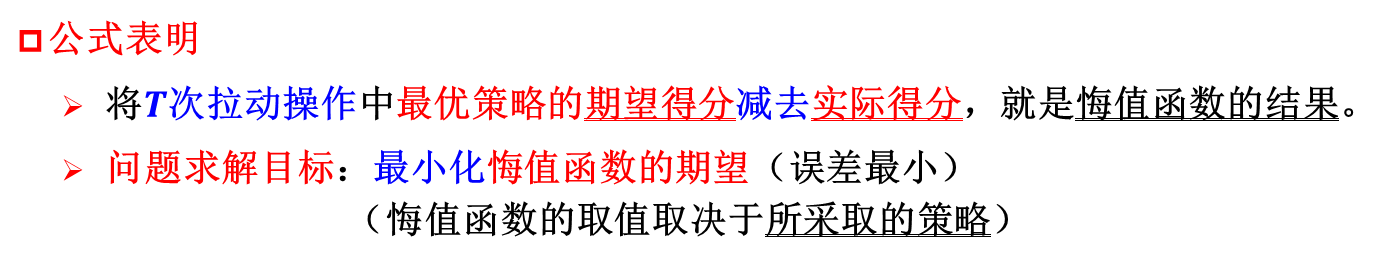 公式表明
将T次拉动操作中最优策略的期望得分减去实际得分，就是悔值函数的结果。
问题求解目标：最小化悔值函数的期望（误差最小）
（悔值函数的取值取决于所采取的策略）